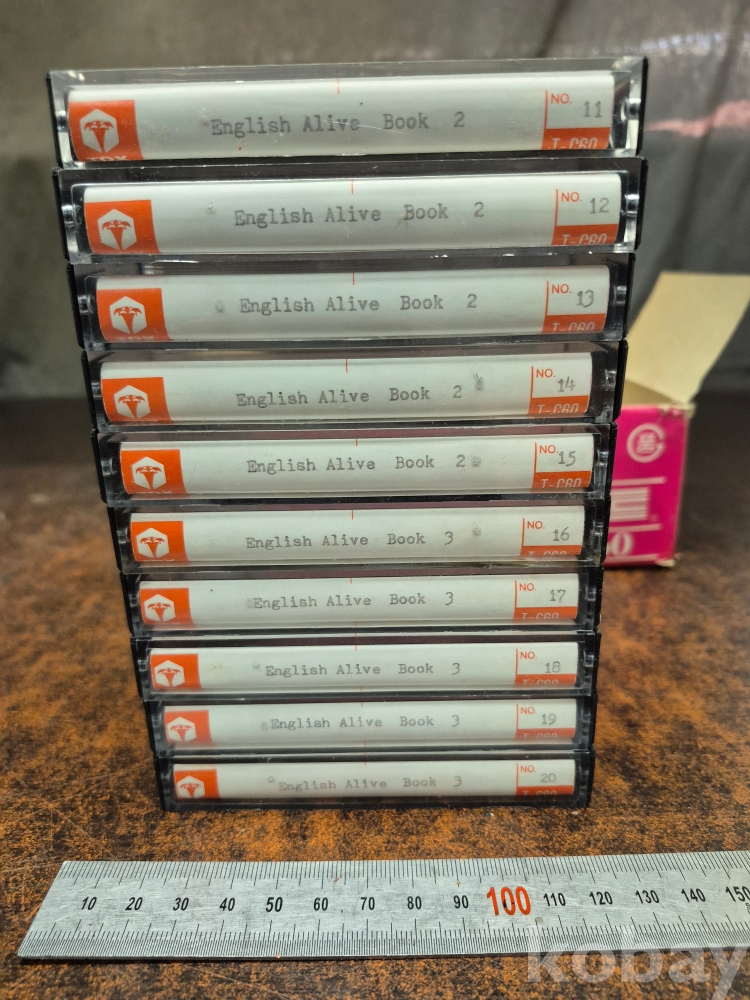 English Alive Book 2 NO. 11
T-C60
English Alive Book 2 NO. 12
T-C60
English Alive Book 2 NO. 13
T-C60
English Alive Book 2 NO. 14
T-C60
English Alive Book 2 NO. 15
T-C60
English Alive Book 3 NO. 16
T-C60
English Alive Book 3 NO. 17
T-C60
English Alive Book 3 NO. 18
T-C60
English Alive Book 3 NO. 19
English Alive Book 3 NO. 20
T-C60
10 20 30 40 50 60 70 80 90 100 110 120 130 140 150
kobay